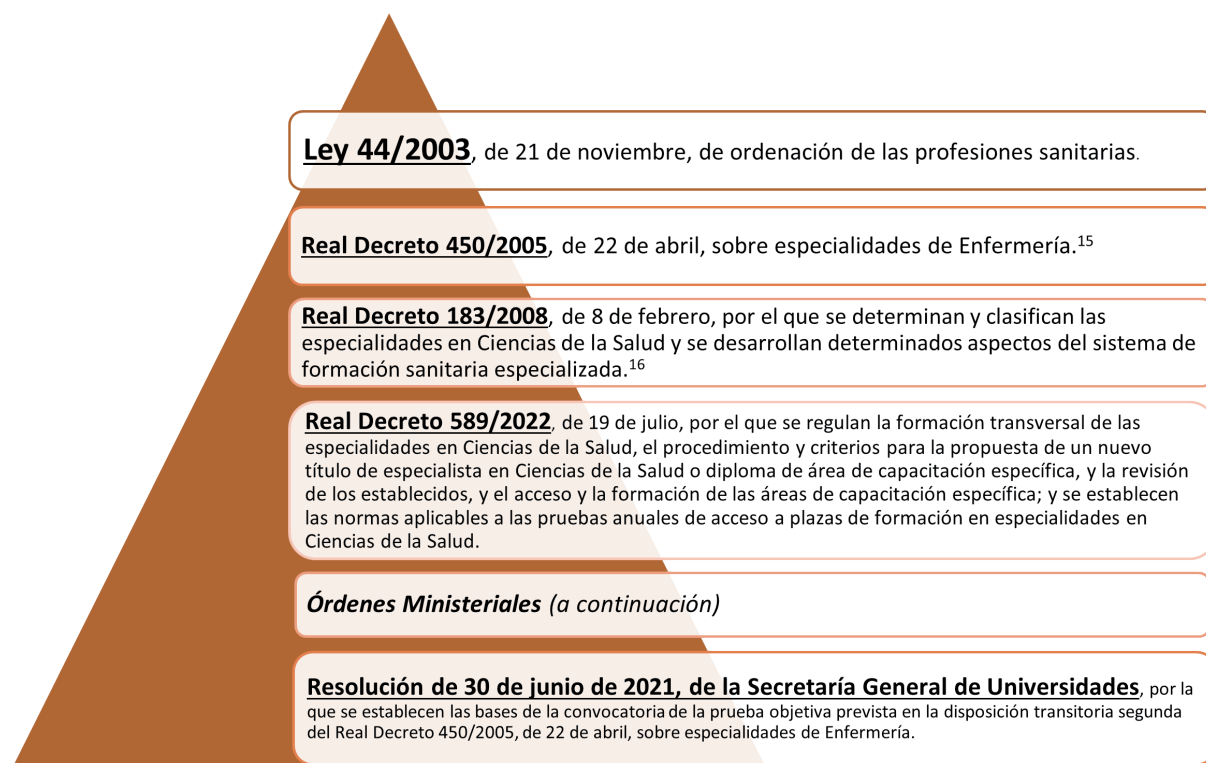 Ley 44/2003, de 21 de noviembre, de ordenación de las profesiones sanitarias.
Real Decreto 450/2005, de 22 de abril, sobre especialidades de Enfermería.15
Real Decreto 183/2008, de 8 de febrero, por el que se determinan y clasifican las
especialidades en Ciencias de la Salud y se desarrollan determinados aspectos del sistema de
formación sanitaria especializada.16
Real Decreto 589/2022, de 19 de julio, por el que se regulan la formación transversal de las
especialidades en Ciencias de la Salud, el procedimiento y criterios para la propuesta de un nuevo
título de especialista en Ciencias de la Salud o diploma de área de capacitación específica, y la revisión
de los establecidos, y el acceso y la formación de las áreas de capacitación específica; y se establecen
las normas aplicables a las pruebas anuales de acceso a plazas de formación en especialidades en
Ciencias de la Salud.
Órdenes Ministeriales (a continuación)
Resolución de 30 de junio de 2021, de la Secretaría General de Universidades, por la
que se establecen las bases de la convocatoria de la prueba objetiva prevista en la disposición transitoria segunda
del Real Decreto 450/2005, de 22 de abril, sobre especialidades de Enfermería.